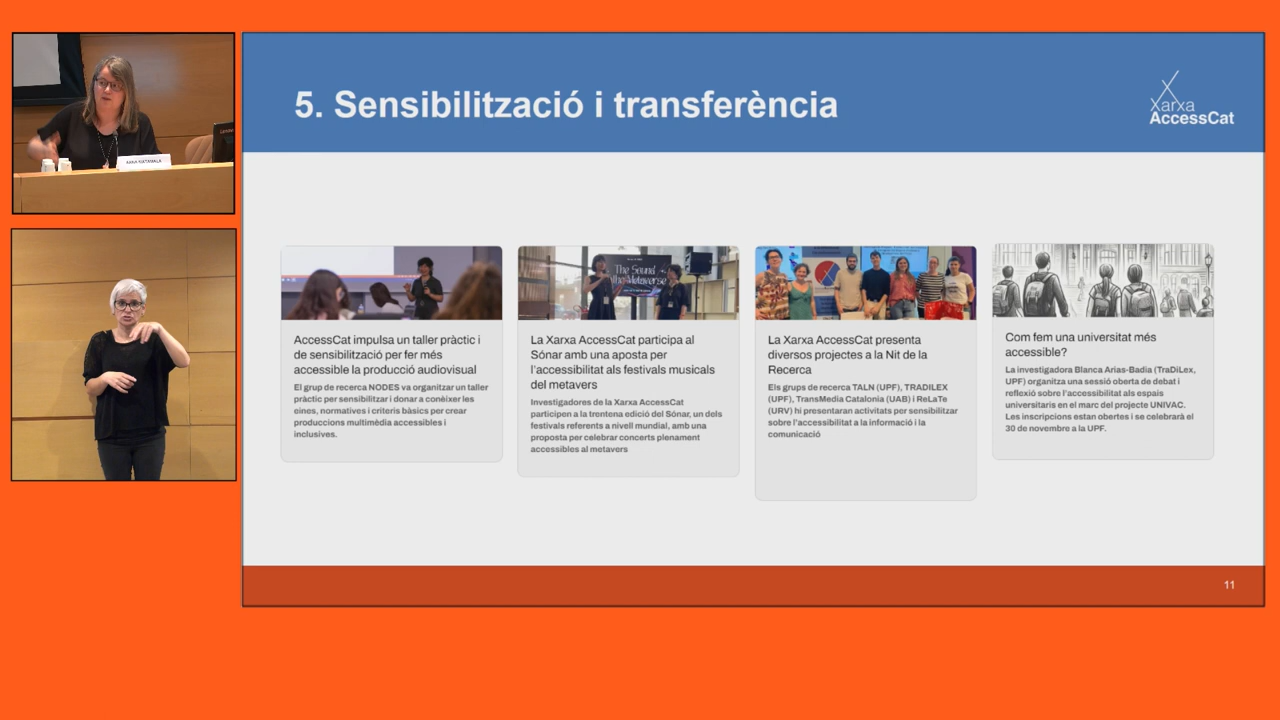 5. Sensibilització i transferència
Xarxa
AccessCat
The Sound
of the Metaverse
AccessCat impulsa un taller pràctic i
de sensibilització per fer més
accessible la producció audiovisual
El grup de recerca NODES va organitzar un taller
pràctic per sensibilitzar i donar a conèixer les
eines, normatives i criteris bàsics per crear
produccions multimèdia accessibles i
inclusives.
La Xarxa AccessCat participa al
Sónar amb una aposta per
l'accessibilitat als festivals musicals
del metavers
Investigadores de la Xarxa AccessCat
participen a la trentena edició del Sónar, un dels
festivals referents a nivell mundial, amb una
proposta per celebrar concerts plenament
accessibles al metavers
La Xarxa AccessCat presenta
diversos projectes a la Nit de la
Recerca
Els grups de recerca TALN (UPF), TRADILEX
(UPF), TransMedia Catalonia (UAB) i ReLaTe
(URV) hi presentaran activitats per sensibilitzar
sobre l'accessibilitat a la informació i la
comunicació
Com fem una universitat més
accessible?
La investigadora Blanca Arias-Badia (TraDiLex,
UPF) organitza una sessió oberta de debat i
reflexió sobre l'accessibilitat als espais
universitaris en el marc del projecte UNIVAC.
Les inscripcions estan obertes i se celebrarà el
30 de novembre a la UPF.
11